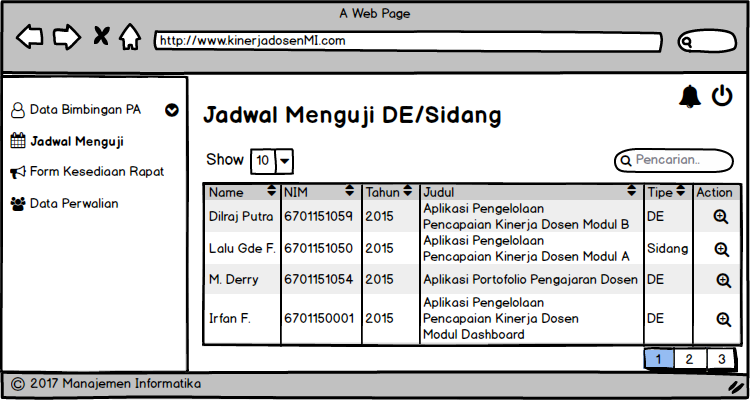 A Web Page
http://www.kinerjadosenMI.com
Data Bimbingan PA
Jadwal Menguji
Form Kesediaan Rapat
Data Perwalian
Jadwal Menguji DE/Sidang
Show 10
Pencarian..
Name NIM Tahun Judul Tipe Action
Dilraj Putra 6701151059 2015 Aplikasi Pengelolaan
Pencapaian Kinerja Dosen Modul B DE
Lalu Gde F. 6701151050 2015 Aplikasi Pengelolaan
Pencapaian Kinerja Dosen Modul A Sidang
M. Derry 6701151054 2015 Aplikasi Portofolio Pengajaran Dosen DE
Irfan F. 6701150001 2015 Aplikasi Pengelolaan
Pencapaian Kinerja Dosen DE
Modul Dashboard
1 2 3
© 2017 Manajemen Informatika